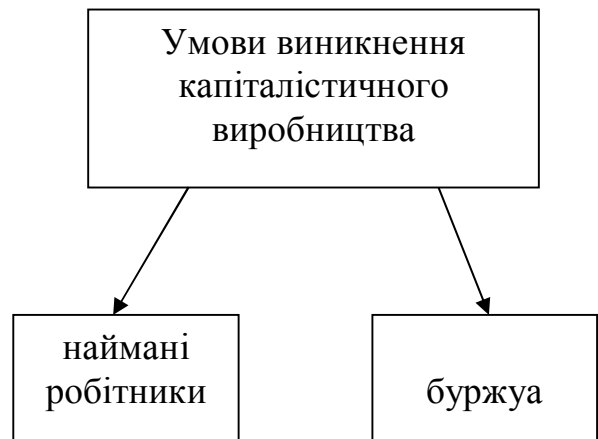 Умови виникнення
капіталістичного
виробництва
наймані
робітники
буржуа